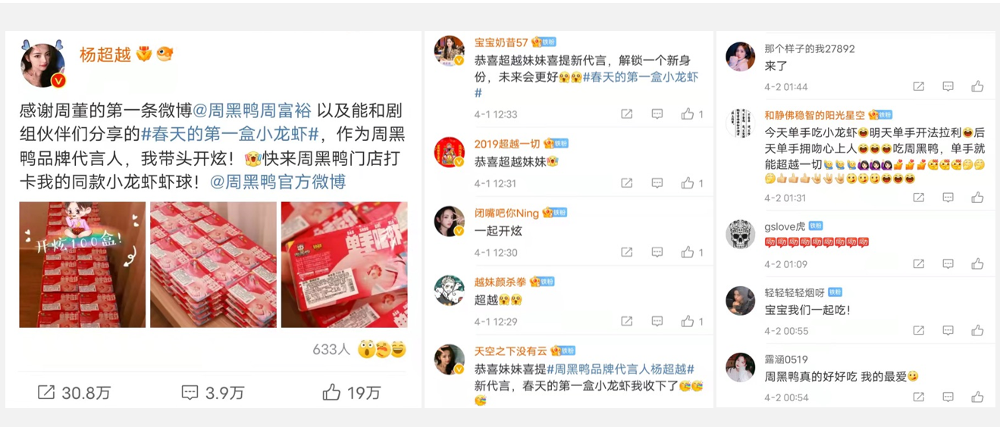 杨超越
感谢周董的第一条微博@周黑鸭周富裕 以及能和剧
组伙伴们分享的#春天的第一盒小龙虾#，作为周黑
鸭品牌代言人，我带头开炫！快来周黑鸭门店打
卡我的同款小龙虾虾球！@周黑鸭官方微博
开炫100盒!
单手吃虾
633人
30.8万
3.9万
19万
宝宝奶昔57 铁粉
恭喜超越妹妹喜提新代言，解锁一个新身
份，未来会更好😲😲#春天的第一盒小龙虾
#
4-1 12:33
1
2019超越一切 铁粉
恭喜超越妹妹
4-1 12:31
1
闭嘴吧你Ning 铁粉
一起开炫
4-1 12:30
1
越妹颜杀拳 铁粉
超越😲😲
4-1 12:29
1
天空之下没有云 铁粉
恭喜妹妹喜提#周黑鸭品牌代言人杨超越#
新代言，春天的第一盒小龙虾我收下了
那个样子的我27892
来了
4-2 01:44
和静佛稳智的阳光星空 铁粉
今天单手吃小龙虾😆明天单手开法拉利😆后
天单手拥吻心上人😆😆😆吃周黑鸭，单手就
能超越一切
4-2 01:31
gslove虎 铁粉
4-2 01:09
轻轻轻轻烟呀 铁粉
宝宝我们一起吃！
4-2 00:55
露涵0519
周黑鸭真的好好吃 我的最爱😋
4-2 00:54